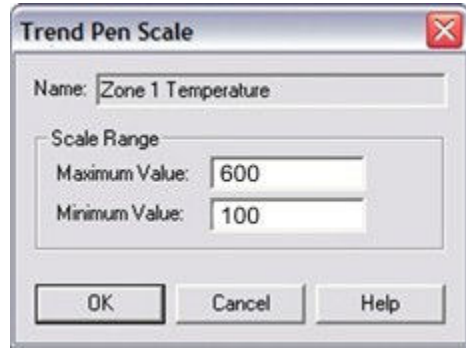 Trend Pen Scale
Name: Zone 1 Temperature
Scale Range
Maximum Value: 600
Minimum Value: 100
OK Cancel Help